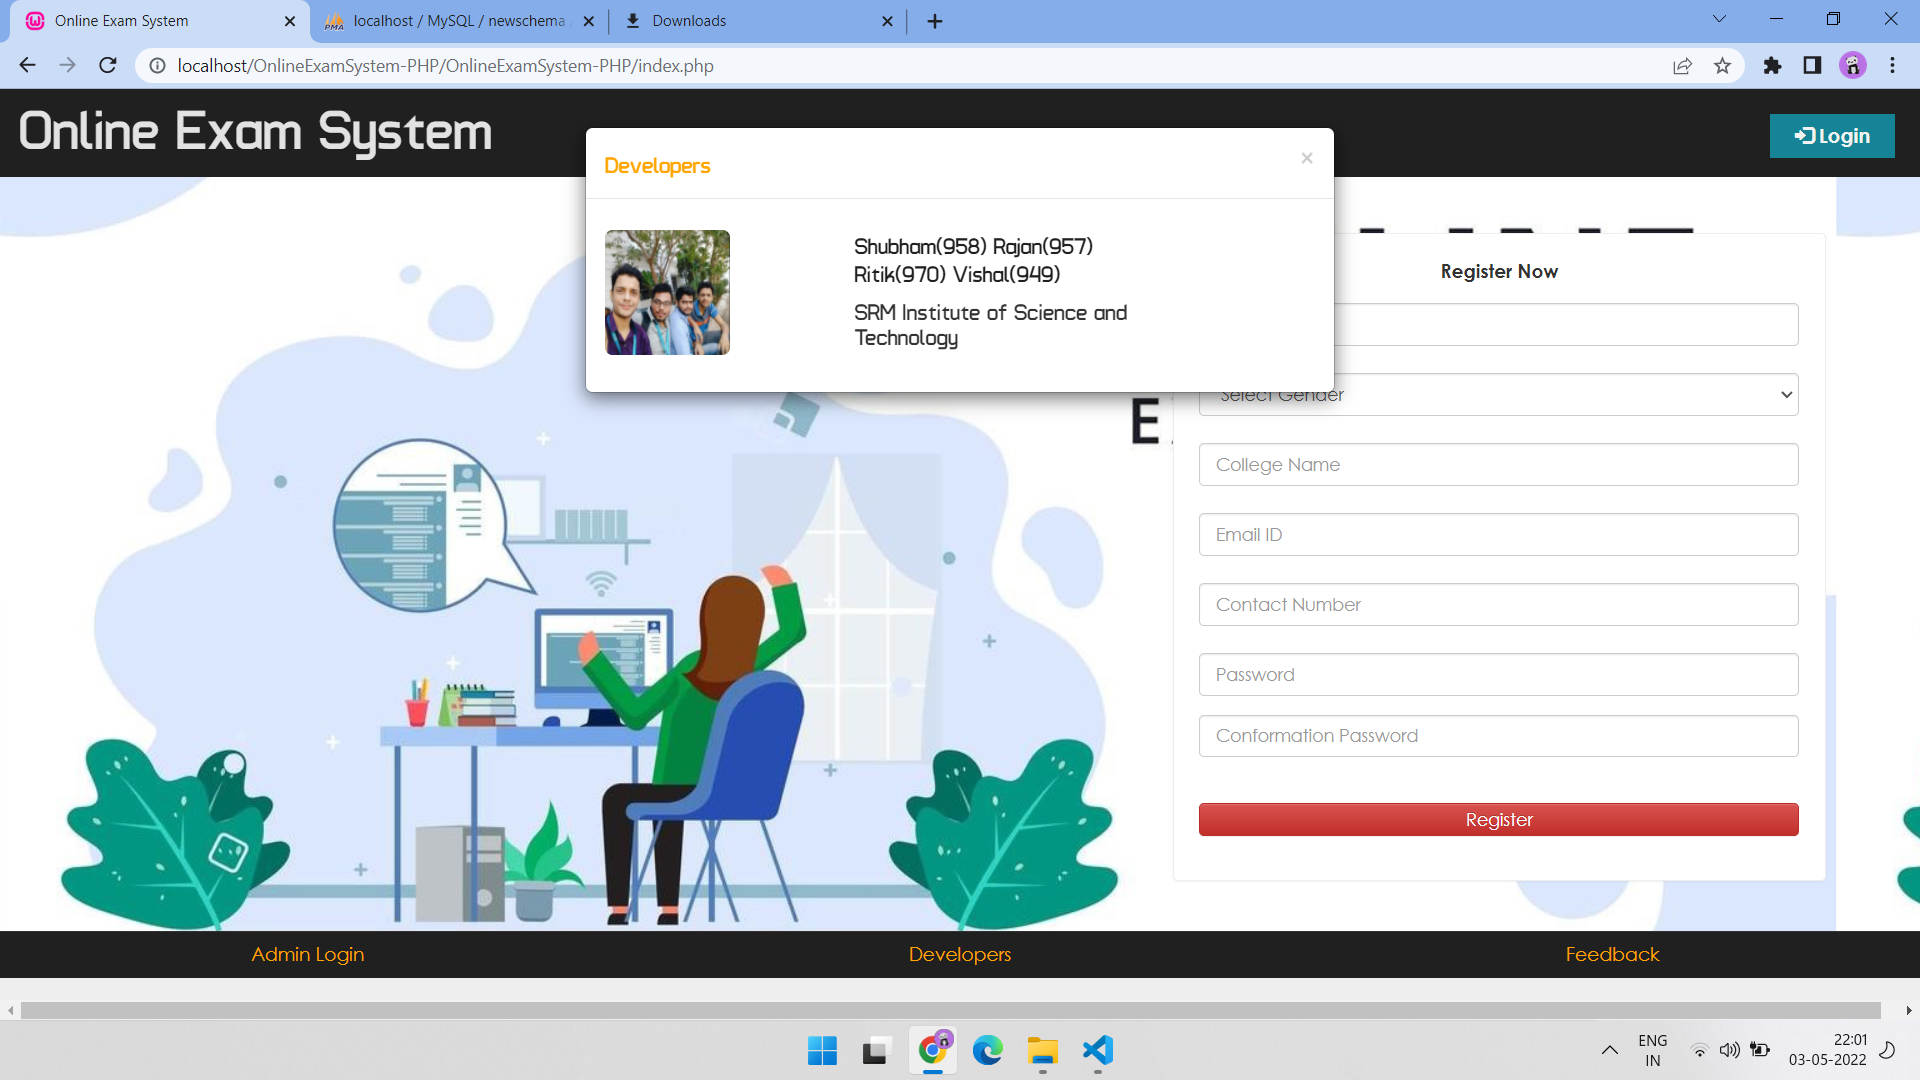 Online Exam System
localhost / MySQL / newschema
Downloads
localhost/OnlineExamSystem-PHP/OnlineExamSystem-PHP/index.php
Online Exam System
Login
Developers
×
Shubham(958) Rajan(957)
Ritik(970) Vishal(949)
SRM Institute of Science and
Technology
Register Now
Select Gender
E
College Name
Email ID
Contact Number
Password
Conformation Password
Register
Admin Login
Developers
Feedback
ENG
IN
22:01
03-05-2022